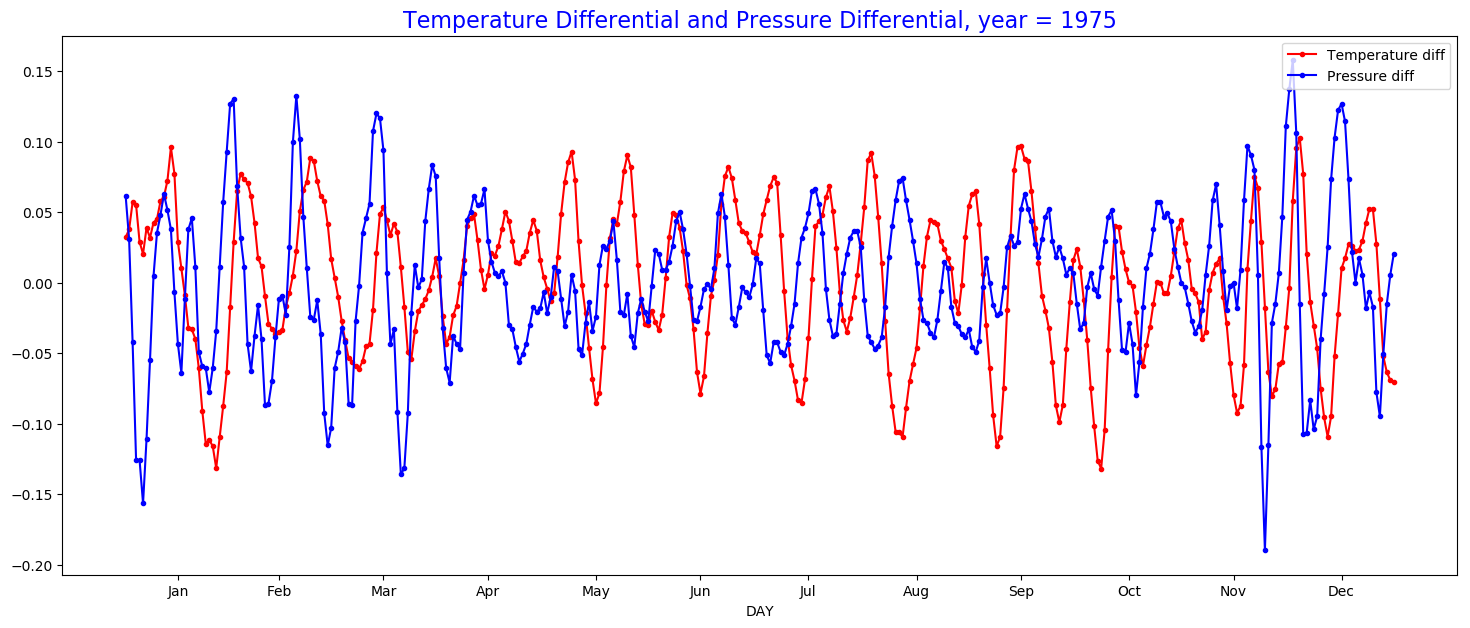 Temperature Differential and Pressure Differential, year = 1975
Temperature diff
Pressure diff
0.15
0.10
0.05
0.00
−0.05
−0.10
−0.15
−0.20
Jan Feb Mar Apr May Jun Jul Aug Sep Oct Nov Dec
DAY